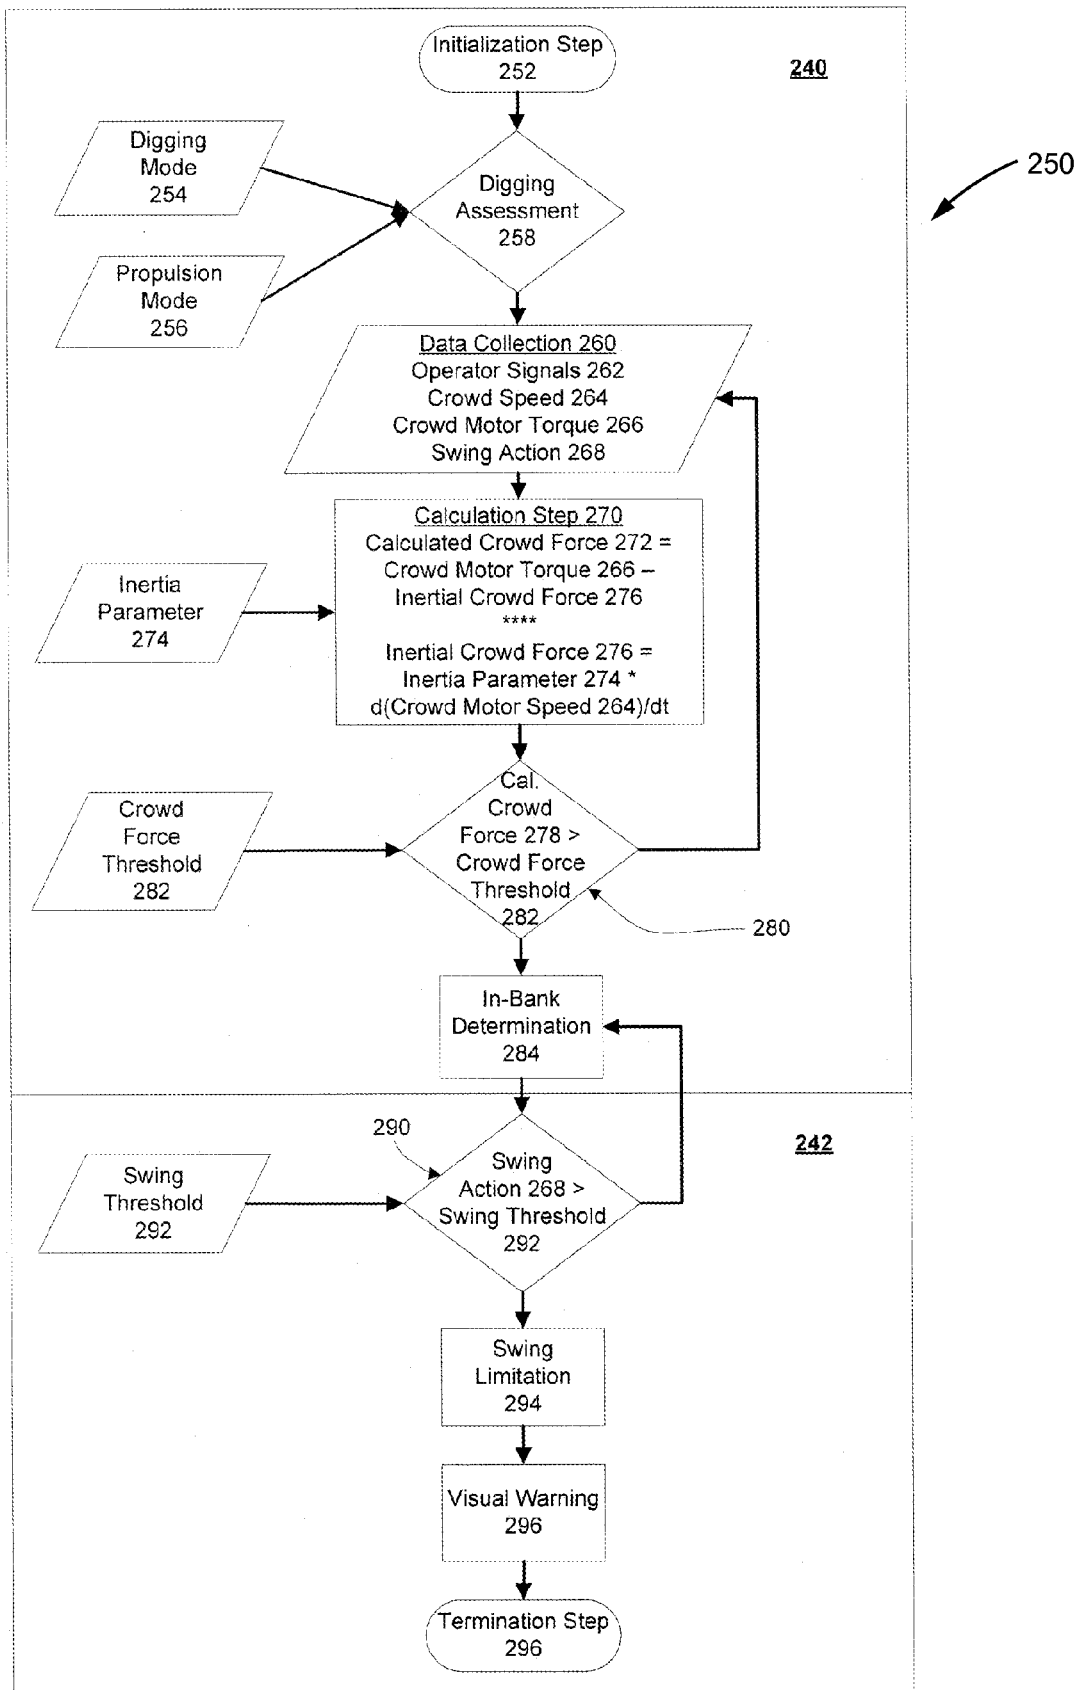 Initialization Step
252
240
Digging
Mode
254
Digging
Assessment
258
250
Propulsion
Mode
256
Data Collection 260
Operator Signals 262
Crowd Speed 264
Crowd Motor Torque 266
Swing Action 268
Calculation Step 270
Calculated Crowd Force 272 =
Crowd Motor Torque 266 –
Inertial Crowd Force 276
****
Inertial Crowd Force 276 =
Inertia Parameter 274 *
d(Crowd Motor Speed 264)/dt
Inertia
Parameter
274
Cal.
Crowd
Force 278 >
Crowd Force
Threshold
282
Crowd
Force
Threshold
282
280
In-Bank
Determination
284
290
242
Swing
Threshold
292
Swing
Action 268 >
Swing Threshold
292
Swing
Limitation
294
Visual Warning
296
Termination Step
296